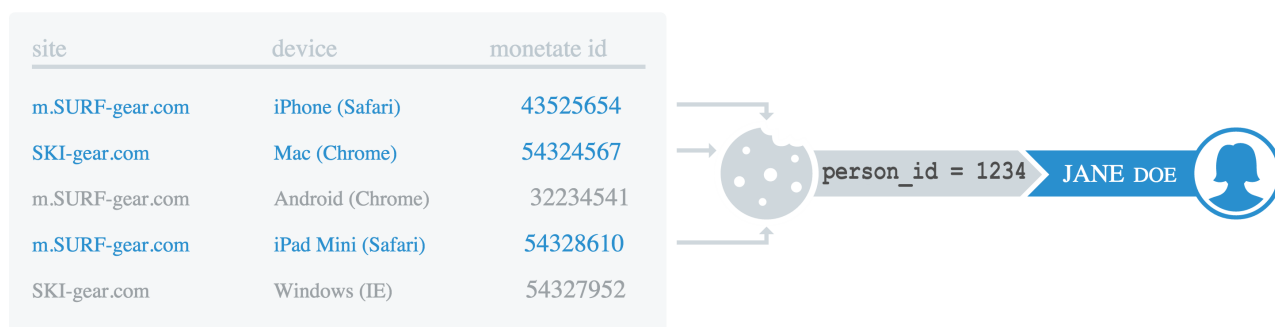 site device monetate id
m.SURF-gear.com iPhone (Safari) 43525654
SKI-gear.com Mac (Chrome) 54324567
m.SURF-gear.com Android (Chrome) 32234541
m.SURF-gear.com iPad Mini (Safari) 54328610
SKI-gear.com Windows (IE) 54327952
person_id = 1234
JANE DOE